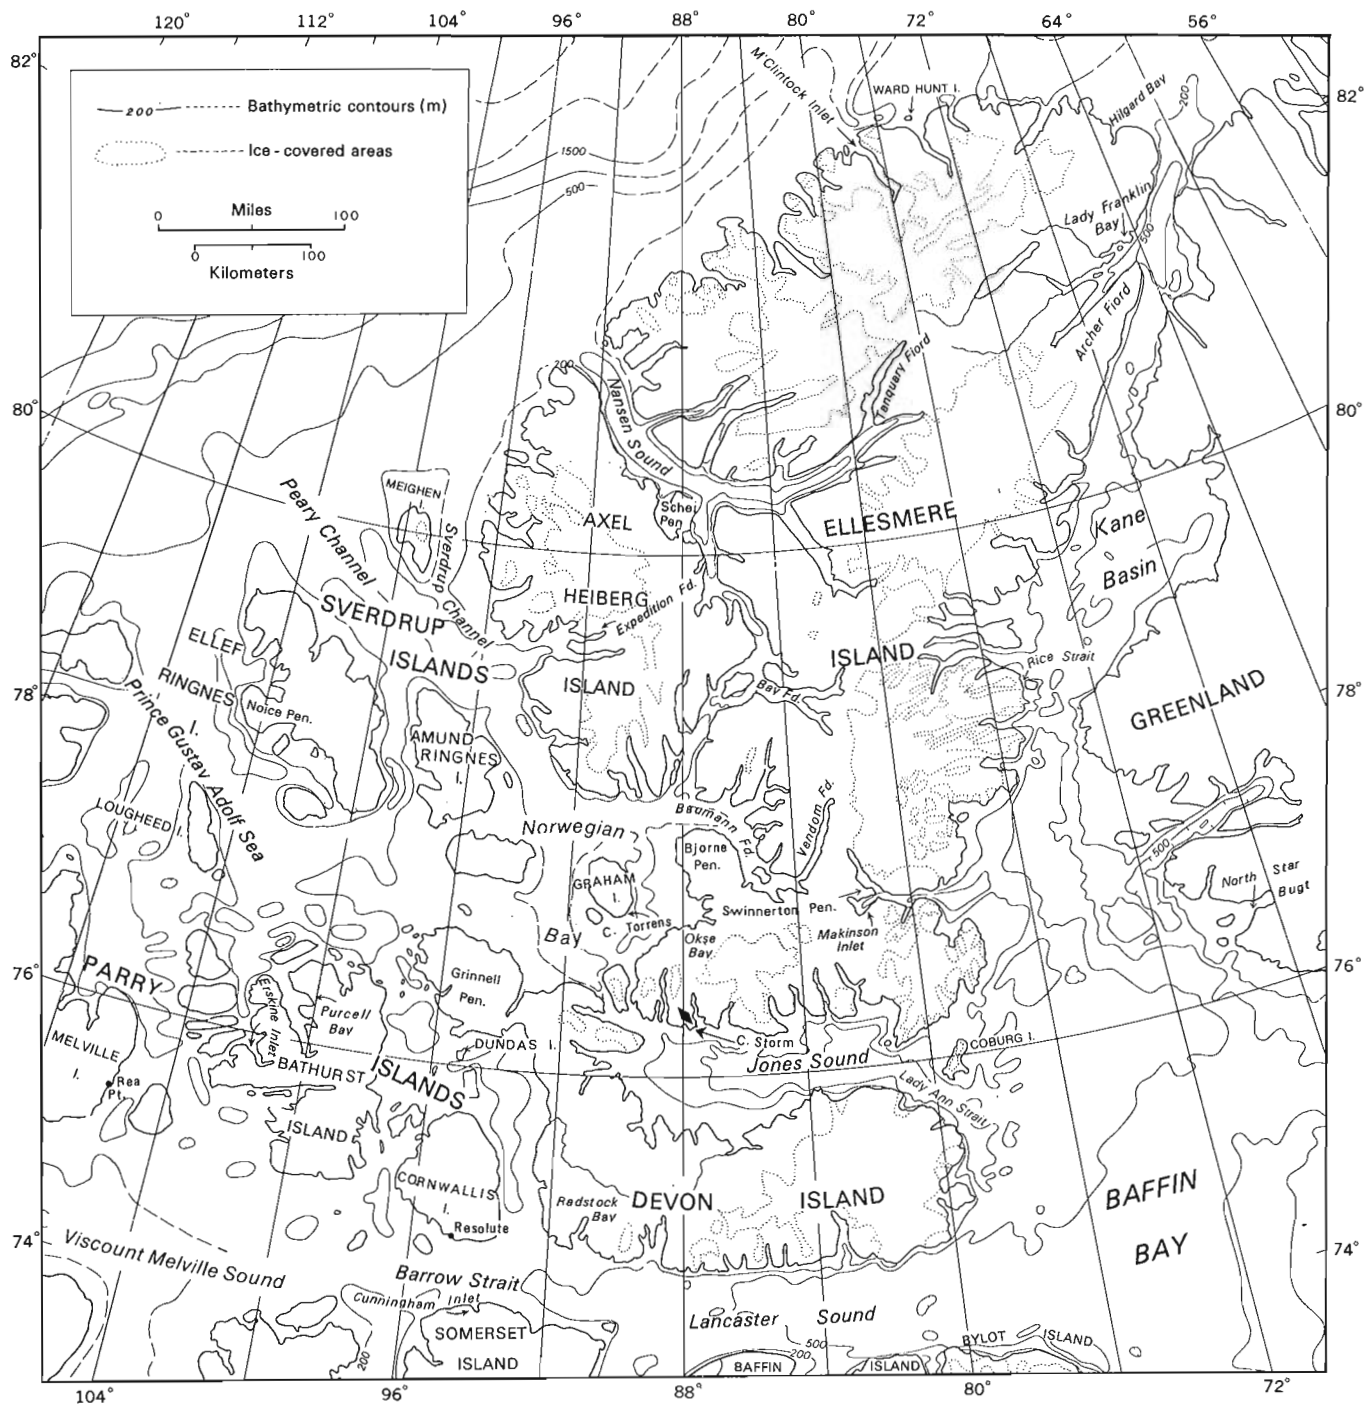 120° 112° 104° 96° 88° 80° 72° 64° 56°
82°
82°
200 Bathymetric contours (m)
Ice-covered areas
Miles
0 100
0 100
Kilometers
M'Clintock Inlet
WARD HUNT I.
Hilgard Bay
200
1500
500
Lady Franklin
Bay
500
Archer Fiord
200
Nansen Sound
Tanquary Fiord
80°
80°
MEIGHEN
I.
Peary Channel
Sverdrup Channel
Schei
Pen.
AXEL
HEIBERG
ISLAND
ELLESMERE
ISLAND
Kane
Basin
Expedition Fd.
SVERDRUP
ISLANDS
ELLEF
RINGNES
I.
Noice Pen.
Rice Strait
Bay Fd.
78°
78°
GREENLAND
Prince Gustav Adolf Sea
AMUND
RINGNES
I.
LOUGHEED I.
Norwegian
Bay
Baumann
Fd.
Vendom Fd.
Bjorne
Pen.
500
North Star
Bugt
GRAHAM
I.
C. Torrens
Swinnerton Pen.
Makinson
Inlet
Okse
Bay
76°
76°
PARRY
ISLANDS
Erskine Inlet
Purcell
Bay
Grinnell
Pen.
MELVILLE
I.
Rea
Pt.
BATHURST
ISLAND
DUNDAS I.
C. Storm
Jones Sound
COBURG I.
Lady Ann Strait
CORNWALLIS
I.
Resolute
Radstock
Bay
DEVON ISLAND
BAFFIN
BAY
74°
74°
Viscount Melville Sound
Barrow Strait
Cunningham Inlet
SOMERSET
ISLAND
200
Lancaster Sound
500
200
BAFFIN ISLAND
BYLOT ISLAND
104° 96° 88° 80° 72°